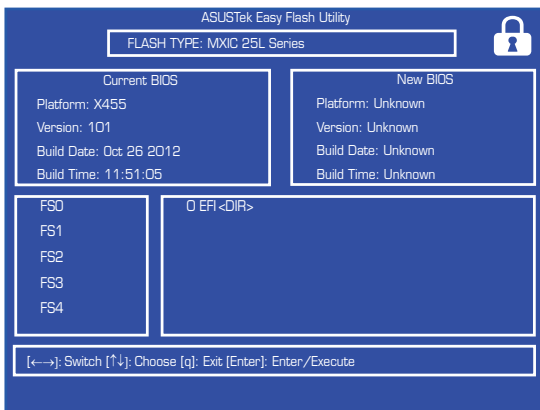 ASUSTek Easy Flash Utility
FLASH TYPE: MXIC 25L Series
Current BIOS
Platform: X455
Version: 101
Build Date: Oct 26 2012
Build Time: 11:51:05
New BIOS
Platform: Unknown
Version: Unknown
Build Date: Unknown
Build Time: Unknown
FS0
FS1
FS2
FS3
FS4
0 EFI <DIR>
[←→]: Switch [↑↓]: Choose [q]: Exit [Enter]: Enter/Execute